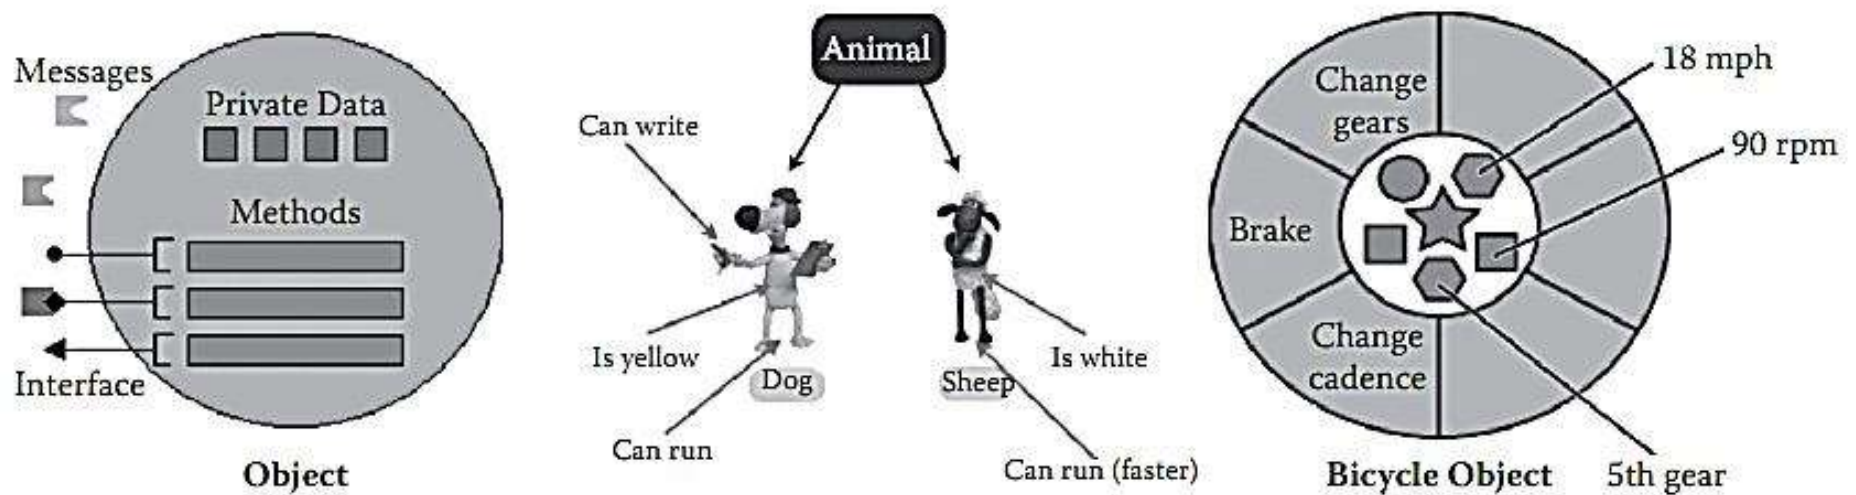 Messages
Private Data
Methods
Interface
Object
Animal
Can write
Is yellow
Dog
Can run
Sheep
Is white
Can run (faster)
Change
gears
Brake
Change
cadence
18 mph
90 rpm
5th gear
Bicycle Object